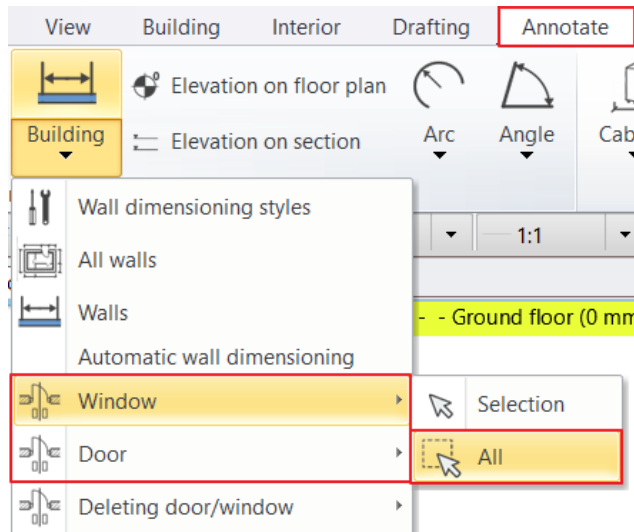 View Building Interior Drafting Annotate
Elevation on floor plan
Building
Elevation on section
Arc Angle
Wall dimensioning styles
1:1
All walls
Walls
- - Ground floor (0 mm
Automatic wall dimensioning
Window
Selection
Door
All
Deleting door/window